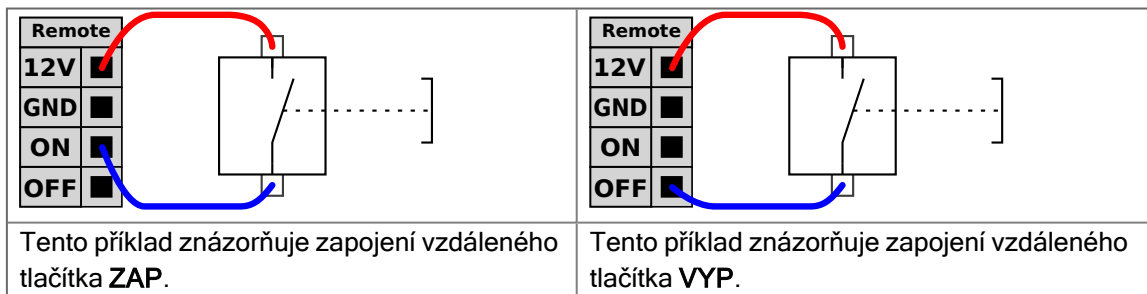 Remote
12V
GND
ON
OFF
Tento příklad znázorňuje zapojení vzdáleného
tlačítka ZAP.
Remote
12V
GND
ON
OFF
Tento příklad znázorňuje zapojení vzdáleného
tlačítka VYP.